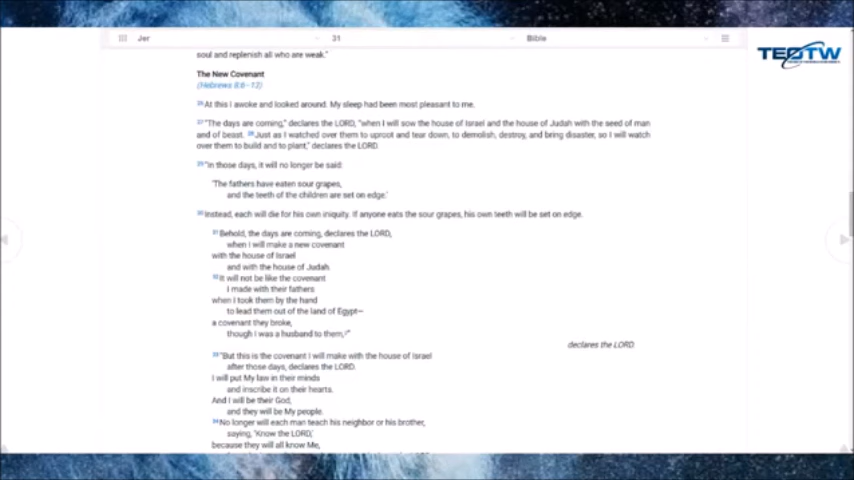 Jer
31
Bible
TEOTW
soul and replenish all who are weak."
The New Covenant
(Hebrews 8:6–13)
26 At this I awoke and looked around. My sleep had been most pleasant to me.
27 "The days are coming," declares the LORD, "when I will sow the house of Israel and the house of Judah with the seed of man
and of beast. 28 Just as I watched over them to uproot and tear down, to demolish, destroy, and bring disaster, so I will watch
over them to build and to plant," declares the LORD.
29 "In those days, it will no longer be said:
'The fathers have eaten sour grapes,
and the teeth of the children are set on edge.'
30 Instead, each will die for his own iniquity. If anyone eats the sour grapes, his own teeth will be set on edge.
31 Behold, the days are coming, declares the LORD,
when I will make a new covenant
with the house of Israel
and with the house of Judah.
32 It will not be like the covenant
I made with their fathers
when I took them by the hand
to lead them out of the land of Egypt—
a covenant they broke,
though I was a husband to them,"
declares the LORD.
33 "But this is the covenant I will make with the house of Israel
after those days, declares the LORD.
I will put My law in their minds
and inscribe it on their hearts.
And I will be their God,
and they will be My people.
34 No longer will each man teach his neighbor or his brother,
saying, 'Know the LORD,'
because they will all know Me,